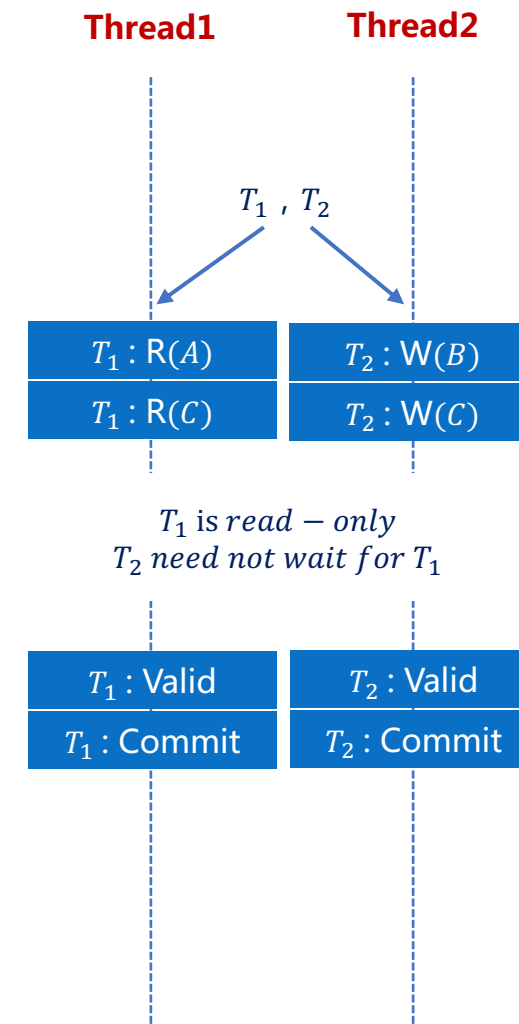 Thread1 Thread2
T₁ , T₂
T₁ : R(A) T₂ : W(B)
T₁ : R(C) T₂ : W(C)
T₁ is read − only
T₂ need not wait for T₁
T₁ : Valid T₂ : Valid
T₁ : Commit T₂ : Commit